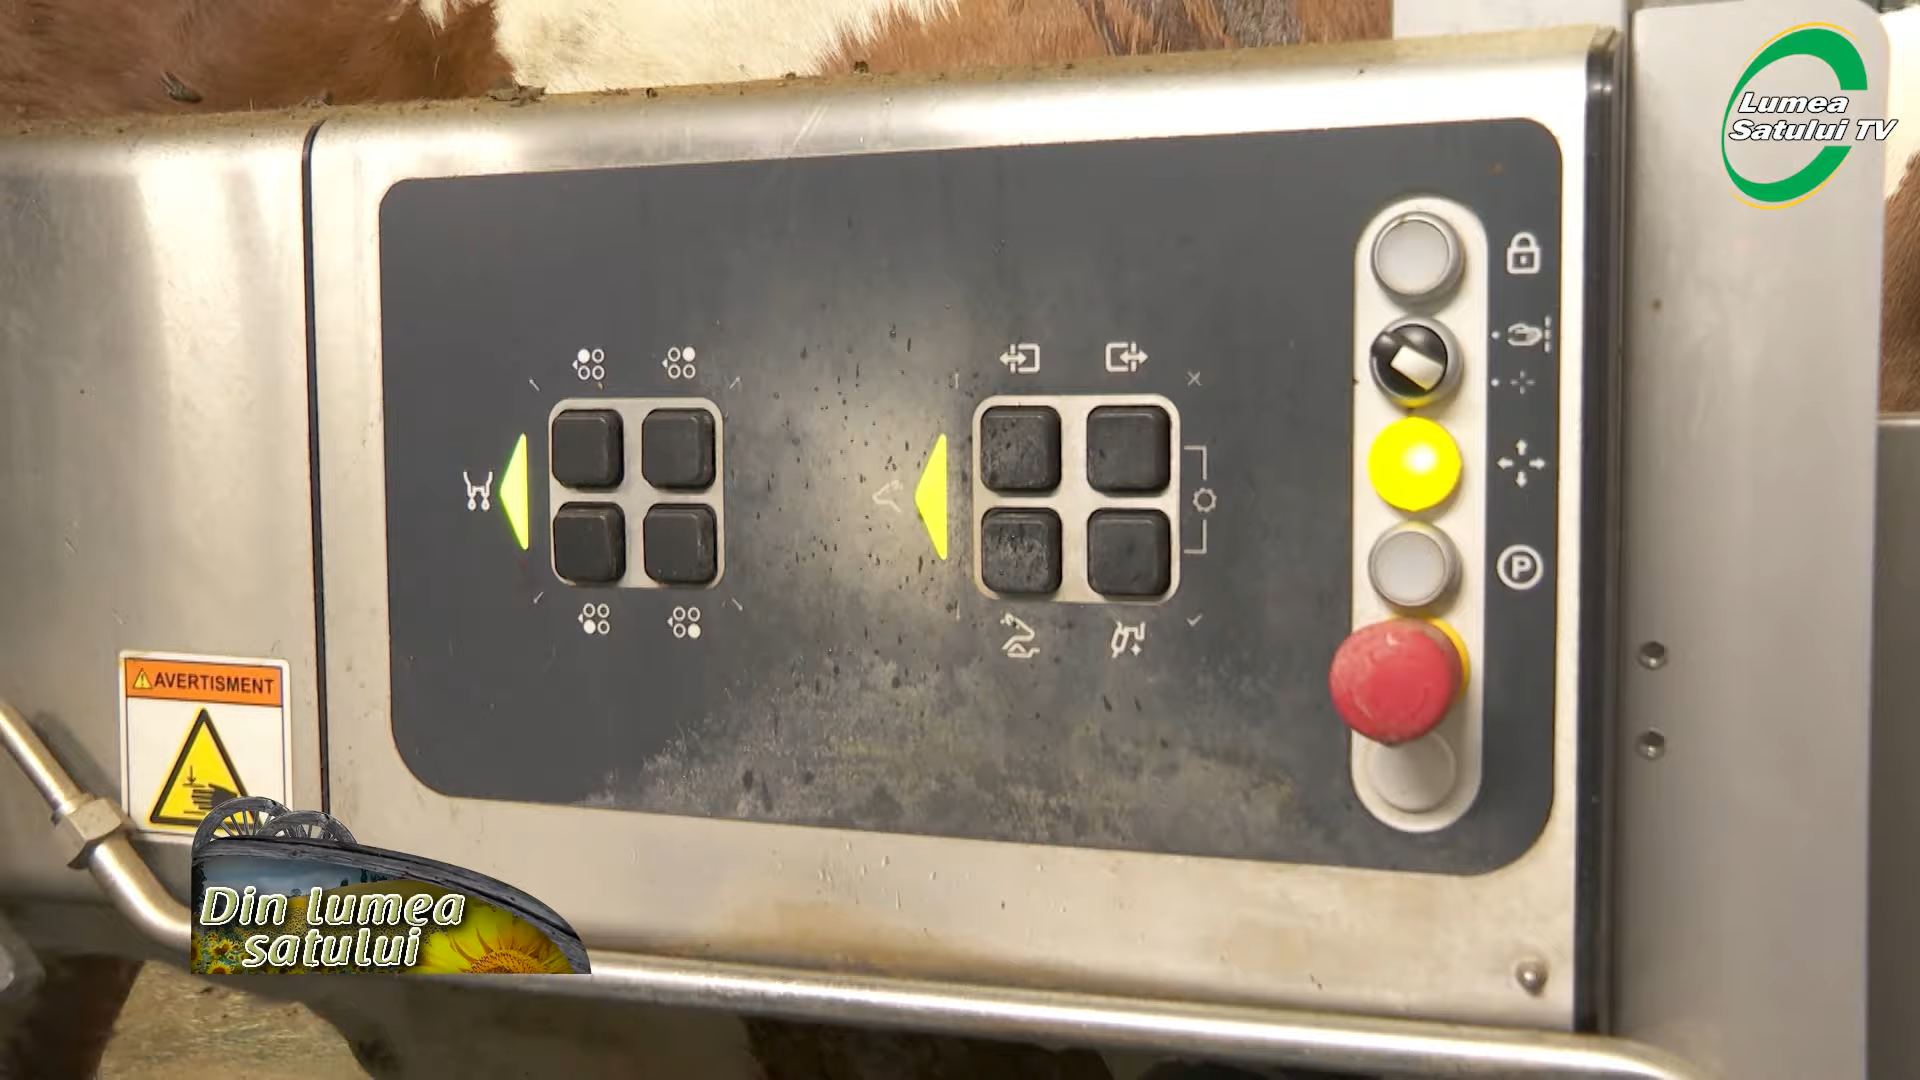 Lumea
Satului TV
P
AVERTISMENT
Din lumea
satului